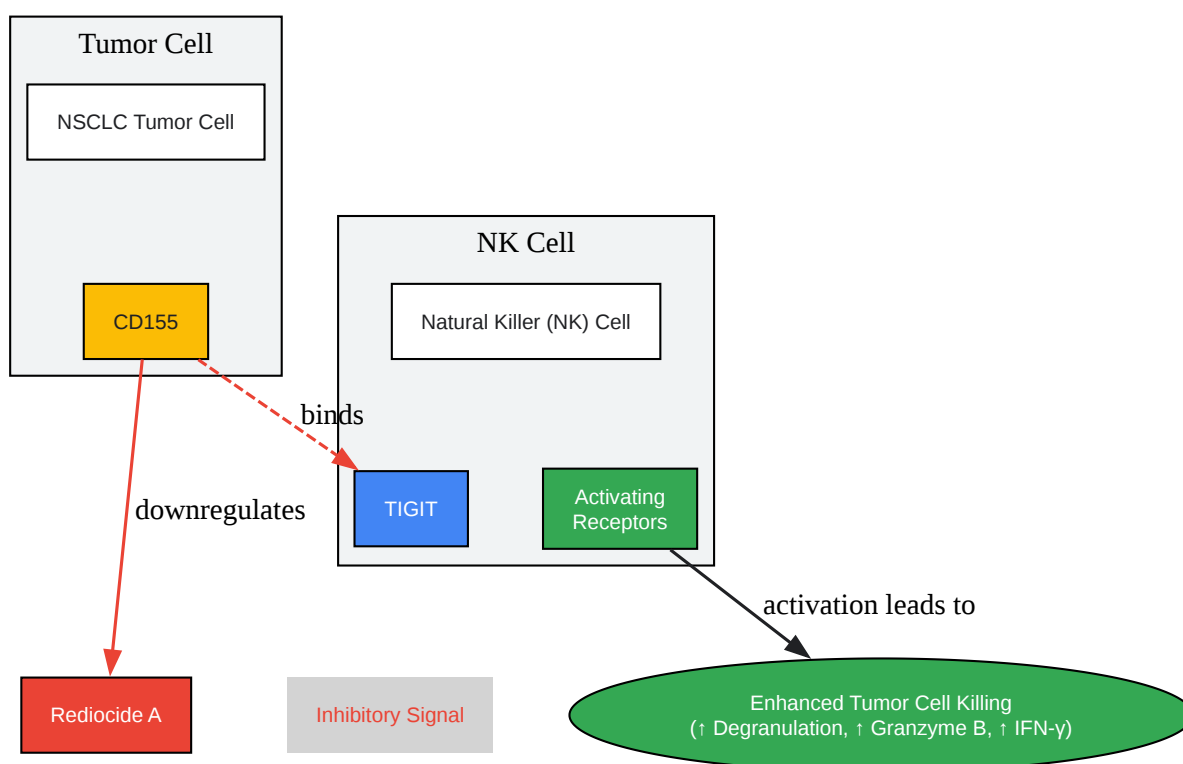 Tumor Cell
NSCLC Tumor Cell
NK Cell
CD155
Natural Killer (NK) Cell
binds
TIGIT
Activating
Receptors
downregulates
activation leads to
Rediocide A
Inhibitory Signal
Enhanced Tumor Cell Killing
(↑ Degranulation, ↑ Granzyme B, ↑ IFN-γ)